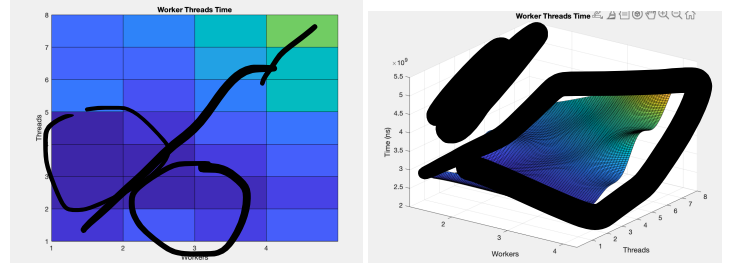 Worker Threads Time
8
7
6
5
4
3
2
1
Threads
1 2 3 4
Workers
Worker Threads Time
×10⁹
5.5
5
4.5
4
3.5
3
2.5
2
Time (ns)
2 3 4
Workers
1 2 3 4 5 6 7 8
Threads